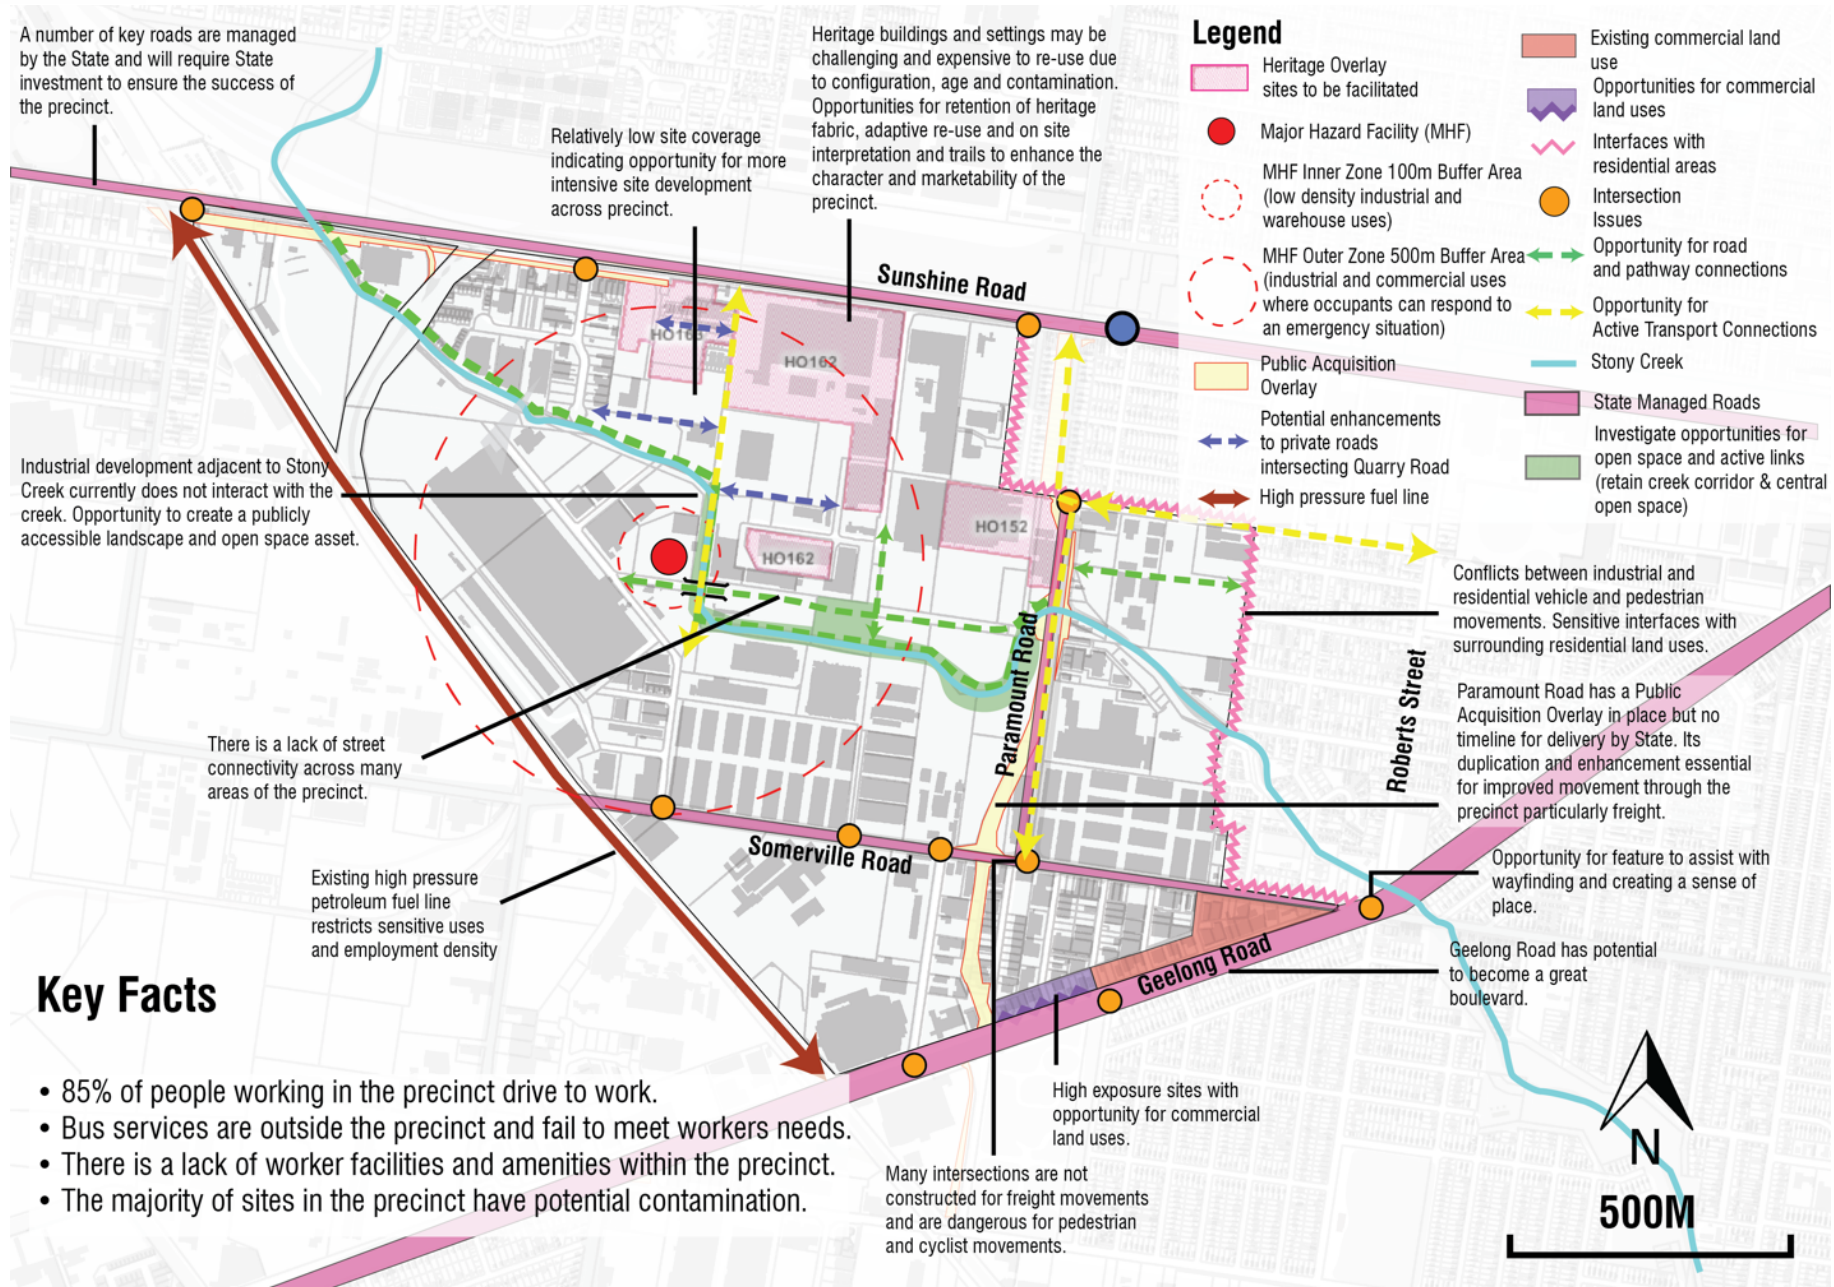 A number of key roads are managed
by the State and will require State
investment to ensure the success of
the precinct.
Relatively low site coverage
indicating opportunity for more
intensive site development
across precinct.
Heritage buildings and settings may be
challenging and expensive to re-use due
to configuration, age and contamination.
Opportunities for retention of heritage
fabric, adaptive re-use and on site
interpretation and trails to enhance the
character and marketability of the
precinct.
Legend
Heritage Overlay
sites to be facilitated
Major Hazard Facility (MHF)
MHF Inner Zone 100m Buffer Area
(low density industrial and
warehouse uses)
MHF Outer Zone 500m Buffer Area
(industrial and commercial uses
where occupants can respond to
an emergency situation)
Public Acquisition
Overlay
Potential enhancements
to private roads
intersecting Quarry Road
High pressure fuel line
Existing commercial land
use
Opportunities for commercial
land uses
Interfaces with
residential areas
Intersection
Issues
Opportunity for road
and pathway connections
Opportunity for
Active Transport Connections
Stony Creek
State Managed Roads
Investigate opportunities for
open space and active links
(retain creek corridor & central
open space)
Sunshine Road
HO162
HO152
HO162
Industrial development adjacent to Stony
Creek currently does not interact with the
creek. Opportunity to create a publicly
accessible landscape and open space asset.
Conflicts between industrial and
residential vehicle and pedestrian
movements. Sensitive interfaces with
surrounding residential land uses.
Paramount Road
Roberts Street
Paramount Road has a Public
Acquisition Overlay in place but no
timeline for delivery by State. Its
duplication and enhancement essential
for improved movement through the
precinct particularly freight.
There is a lack of street
connectivity across many
areas of the precinct.
Somerville Road
Opportunity for feature to assist with
wayfinding and creating a sense of
place.
Existing high pressure
petroleum fuel line
restricts sensitive uses
and employment density
Geelong Road
Geelong Road has potential
to become a great
boulevard.
Key Facts
• 85% of people working in the precinct drive to work.
• Bus services are outside the precinct and fail to meet workers needs.
• There is a lack of worker facilities and amenities within the precinct.
• The majority of sites in the precinct have potential contamination.
High exposure sites with
opportunity for commercial
land uses.
Many intersections are not
constructed for freight movements
and are dangerous for pedestrian
and cyclist movements.
N
500M